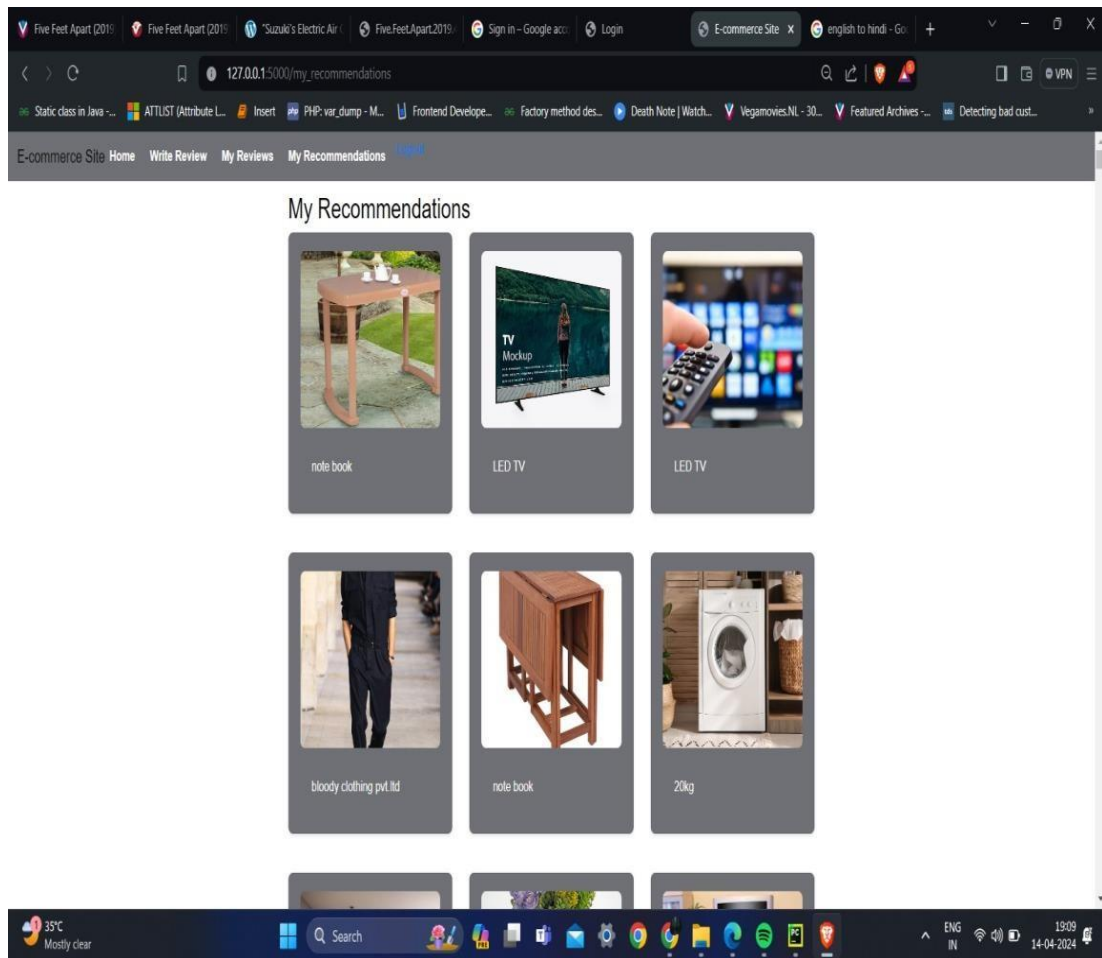 Five Feet Apart (2019
Five Feet Apart (2019
"Suzuki's Electric Air (
Five.Feet.Apart.2019.
Sign in – Google acco
Login
E-commerce Site
english to hindi - Goo
127.0.0.1:5000/my_recommendations
VPN
Static class in Java -...
ATTLIST (Attribute L...
Insert
PHP: var_dump - M...
Frontend Develope...
Factory method des...
Death Note | Watch...
Vegamovies.NL - 30...
Featured Archives -...
Detecting bad cust...
E-commerce Site Home Write Review My Reviews My Recommendations Logout
My Recommendations
TV
Mockup
note book
LED TV
LED TV
bloody clothing pvt.ltd
note book
20kg
35°C
Mostly clear
Search
ENG
IN
19:09
14-04-2024